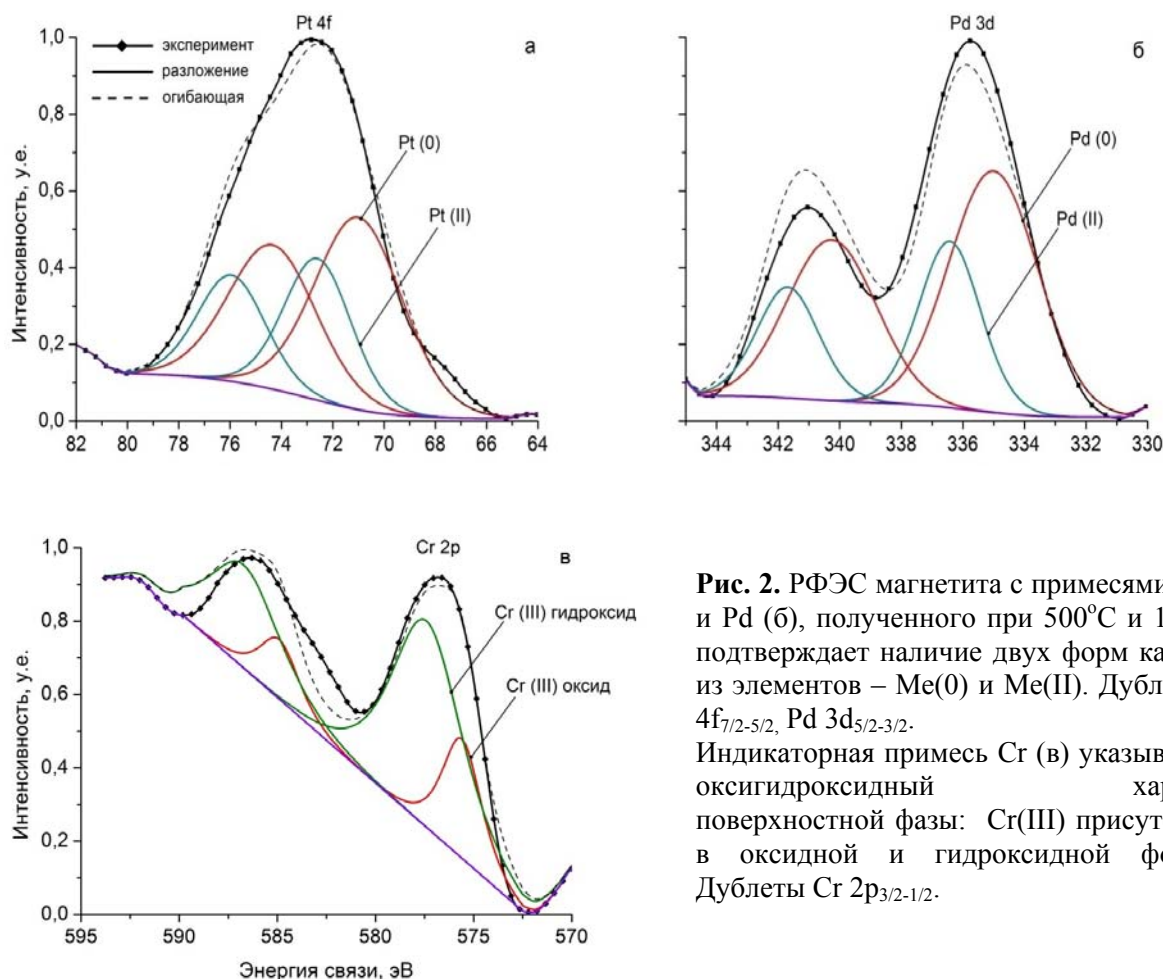 Pt 4f
а
1,0
0,8
0,6
0,4
0,2
0,0
Интенсивность, у.е.
эксперимент
разложение
огибающая
Pt (0)
Pt (II)
82 80 78 76 74 72 70 68 66 64
Pd 3d
б
Pd (0)
Pd (II)
344 342 340 338 336 334 332 330
Cr 2p
в
1,0
0,8
0,6
0,4
0,2
0,0
Интенсивность, у.е.
Cr (III) гидроксид
Cr (III) оксид
595 590 585 580 575 570
Энергия связи, эВ
Рис. 2. РФЭС магнетита с примесями
и Pd (б), полученного при 500°C и 1
подтверждает наличие двух форм ка
из элементов – Me(0) и Me(II). Дубл
4f7/2-5/2, Pd 3d5/2-3/2.
Индикаторная примесь Cr (в) указыв
оксигидроксидный хар
поверхностной фазы: Cr(III) присут
в оксидной и гидроксидной фо
Дублеты Cr 2p3/2-1/2.